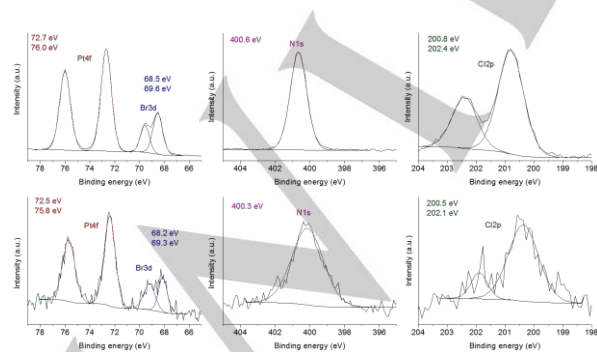 72.7 eV
76.0 eV
Pt4f
68.5 eV
69.6 eV
Br3d
Intensity (a.u.)
78 76 74 72 70 68 66
Binding energy (eV)
400.6 eV
N1s
Intensity (a.u.)
404 402 400 398 396
Binding energy (eV)
200.8 eV
202.4 eV
Cl2p
Intensity (a.u.)
204 203 202 201 200 199 198
Binding energy (eV)
72.5 eV
75.8 eV
Pt4f
68.2 eV
69.3 eV
Br3d
Intensity (a.u.)
78 76 74 72 70 68 66
Binding energy (eV)
400.3 eV
N1s
Intensity (a.u.)
404 402 400 398 396
Binding energy (eV)
200.5 eV
202.1 eV
Cl2p
Intensity (a.u.)
204 203 202 201 200 199 198
Binding energy (eV)